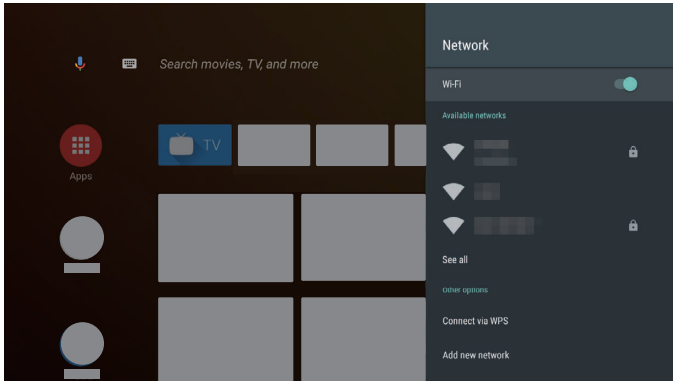 Search movies, TV, and more
TV
Apps
Network
Wi-Fi
Available networks
See all
Other options
Connect via WPS
Add new network